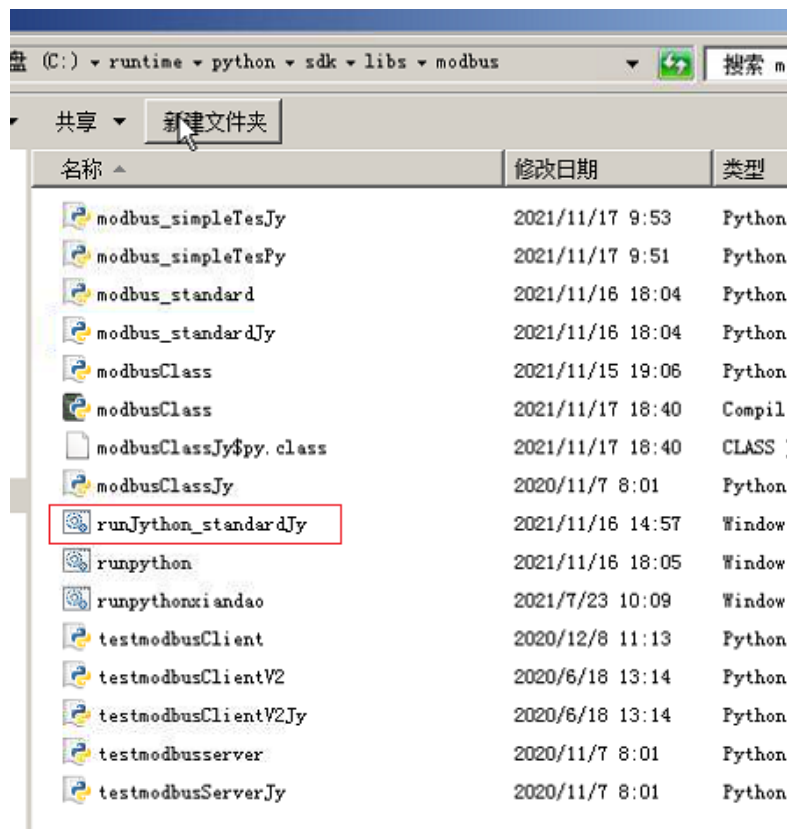 盘 (C:) ▾ runtime ▾ python ▾ sdk ▾ libs ▾ modbus 搜索 m
共享 新建文件夹
名称 修改日期 类型
modbus_simpleTesJy 2021/11/17 9:53 Python
modbus_simpleTesPy 2021/11/17 9:51 Python
modbus_standard 2021/11/16 18:04 Python
modbus_standardJy 2021/11/16 18:04 Python
modbusClass 2021/11/15 19:06 Python
modbusClass 2021/11/17 18:40 Compil
modbusClassJy$py.class 2021/11/17 18:40 CLASS
modbusClassJy 2020/11/7 8:01 Python
runJython_standardJy 2021/11/16 14:57 Window
runpython 2021/11/16 18:05 Window
runpythonxiandao 2021/7/23 10:09 Window
testmodbusClient 2020/12/8 11:13 Python
testmodbusClientV2 2020/6/18 13:14 Python
testmodbusClientV2Jy 2020/6/18 13:14 Python
testmodbusserver 2020/11/7 8:01 Python
testmodbusServerJy 2020/11/7 8:01 Python